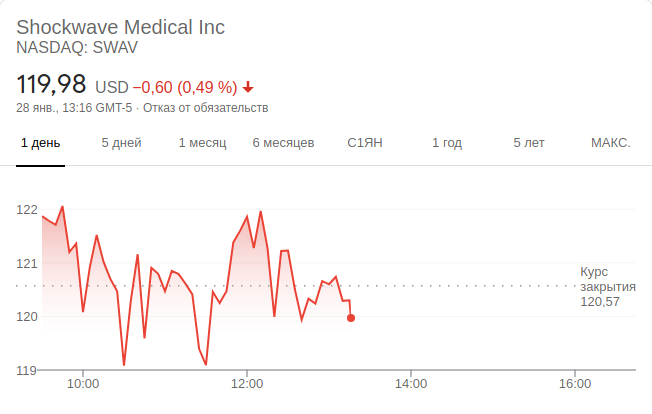 Shockwave Medical Inc
NASDAQ: SWAV
119,98 USD −0,60 (0,49 %)
28 янв., 13:16 GMT-5 · Отказ от обязательств
1 день 5 дней 1 месяц 6 месяцев С1ЯН 1 год 5 лет МАКС.
122
121
120
119
Курс
закрытия
120,57
10:00 12:00 14:00 16:00